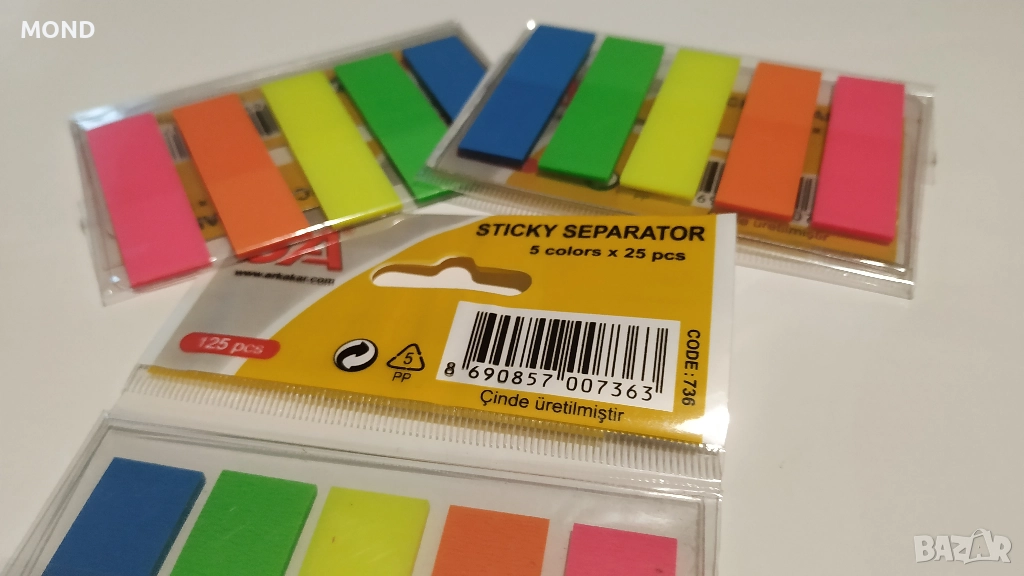 MOND
STICKY SEPARATOR
5 colors x 25 pcs
www.arkakar.com
125 pcs
5
PP
8 690857 007363
CODE: 736
Çinde üretilmiştir
üretilmiştir
BAZAR